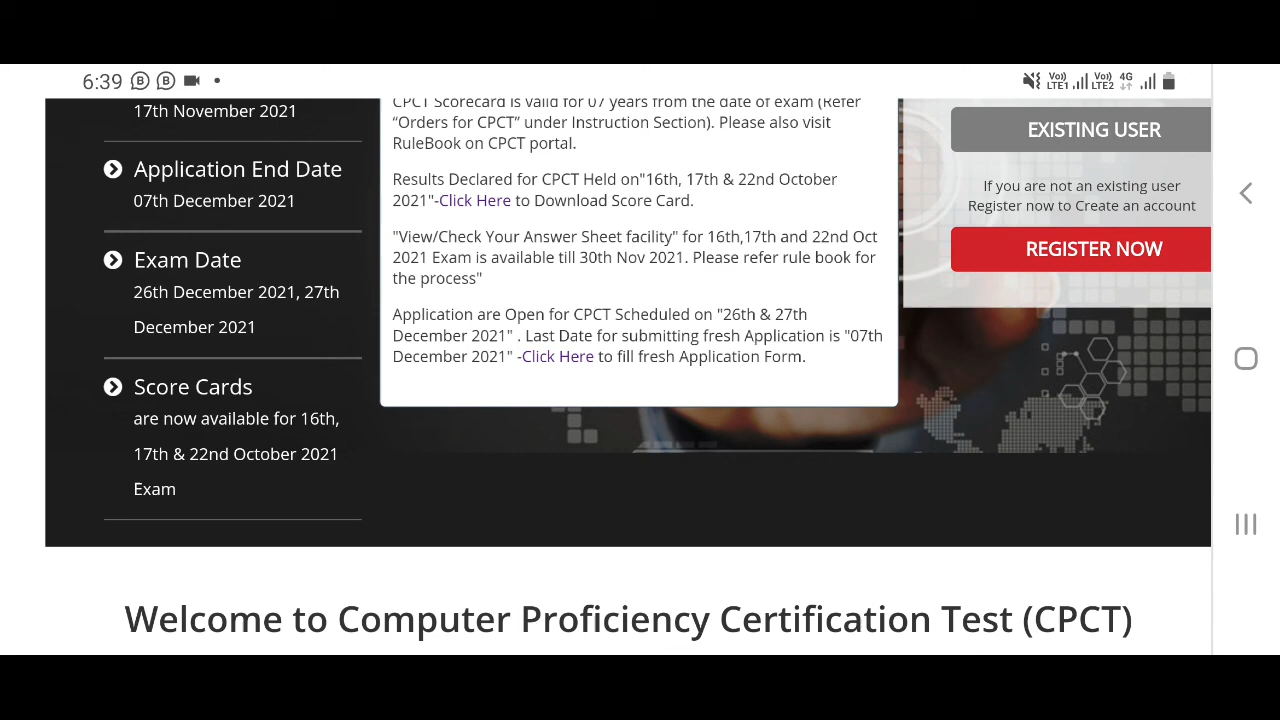 6:39
Vo) LTE1 Vo) LTE2 4G
17th November 2021
Application End Date
07th December 2021
Exam Date
26th December 2021, 27th
December 2021
Score Cards
are now available for 16th,
17th & 22nd October 2021
Exam
CPCT Scorecard is valid for 07 years from the date of exam (Refer
“Orders for CPCT” under Instruction Section). Please also visit
RuleBook on CPCT portal.
Results Declared for CPCT Held on"16th, 17th & 22nd October
2021"-Click Here to Download Score Card.
"View/Check Your Answer Sheet facility" for 16th,17th and 22nd Oct
2021 Exam is available till 30th Nov 2021. Please refer rule book for
the process"
Application are Open for CPCT Scheduled on "26th & 27th
December 2021" . Last Date for submitting fresh Application is "07th
December 2021" -Click Here to fill fresh Application Form.
EXISTING USER
If you are not an existing user
Register now to Create an account
REGISTER NOW
Welcome to Computer Proficiency Certification Test (CPCT)